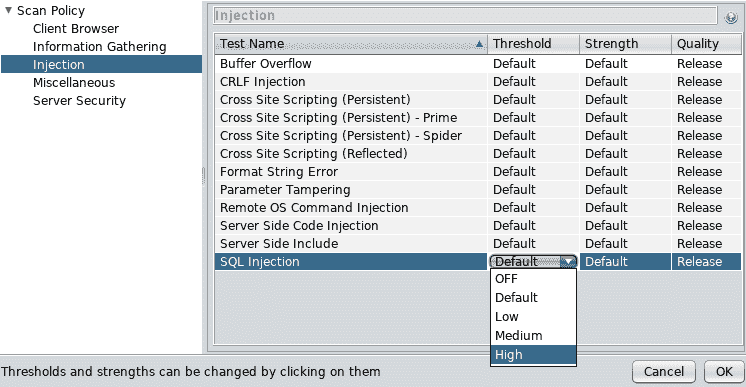 Scan Policy
Client Browser
Information Gathering
Injection
Miscellaneous
Server Security
Injection
Test Name Threshold Strength Quality
Buffer Overflow Default Default Release
CRLF Injection Default Default Release
Cross Site Scripting (Persistent) Default Default Release
Cross Site Scripting (Persistent) - Prime Default Default Release
Cross Site Scripting (Persistent) - Spider Default Default Release
Cross Site Scripting (Reflected) Default Default Release
Format String Error Default Default Release
Parameter Tampering Default Default Release
Remote OS Command Injection Default Default Release
Server Side Code Injection Default Default Release
Server Side Include Default Default Release
SQL Injection Default Default Release
OFF
Default
Low
Medium
High
Thresholds and strengths can be changed by clicking on them
Cancel OK